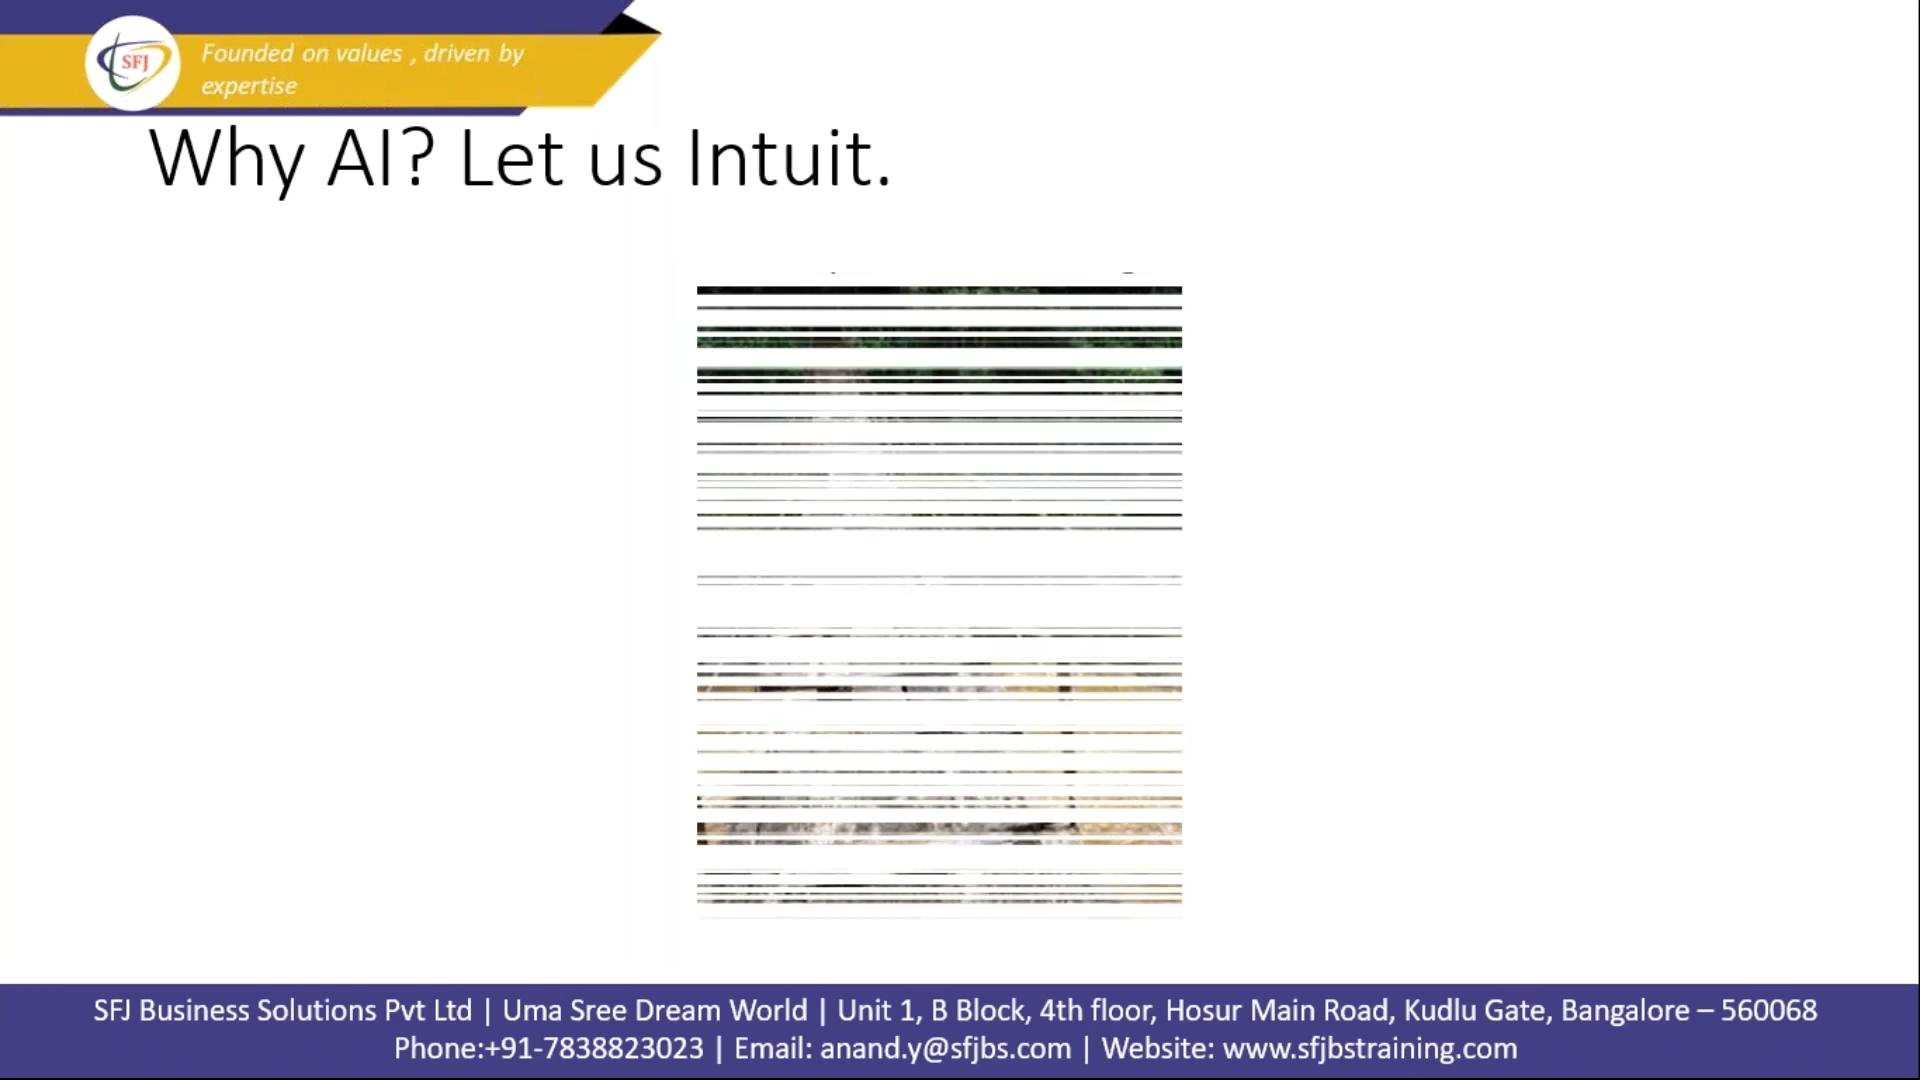 SFJ
Founded on values , driven by
expertise
Why AI? Let us Intuit.
SFJ Business Solutions Pvt Ltd | Uma Sree Dream World | Unit 1, B Block, 4th floor, Hosur Main Road, Kudlu Gate, Bangalore – 560068
Phone:+91-7838823023 | Email: anand.y@sfjbs.com | Website: www.sfjbstraining.com